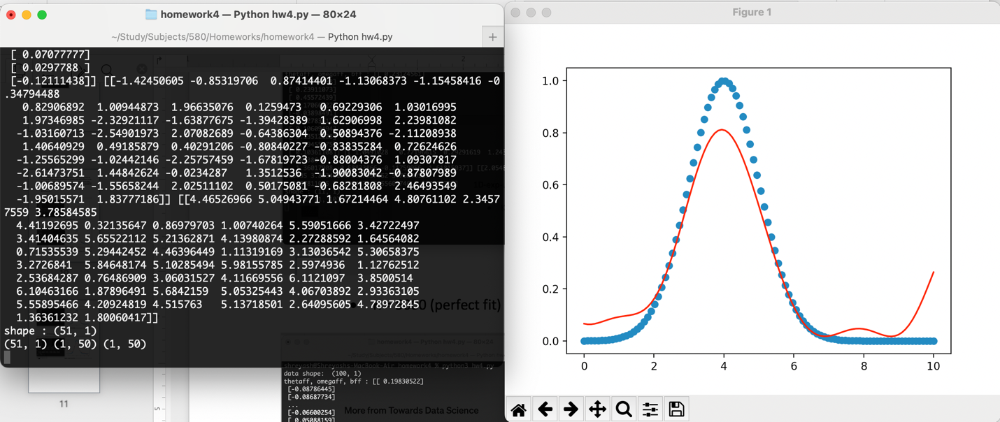 homework4 — Python hw4.py — 80×24
~/Study/Subjects/580/Homeworks/homework4 — Python hw4.py
+
[ 0.07077777]
[ 0.0297788 ]
[-0.12111438]] [[-1.42450605 -0.85319706 0.87414401 -1.13068373 -1.15458416 -0
.34794488
0.82906892 1.00944873 1.96635076 0.1259473 0.69229306 1.03016995
1.97346985 -2.32921117 -1.63877675 -1.39428389 1.62906998 2.23981082
-1.03160713 -2.54901973 2.07082689 -0.64386304 0.50894376 -2.11208938
1.40640929 0.49185879 0.40291206 -0.80840227 -0.83835284 0.72624626
-1.25565299 -1.02442146 -2.25757459 -1.67819723 -0.88004376 1.09307817
-2.61473751 1.44842624 -0.0234287 1.3512536 -1.90083042 -0.87807989
-1.00689574 -1.55658244 2.02511102 0.50175081 -0.68281808 2.46493549
-1.95015571 1.83777186]] [[4.46526966 5.04943771 1.67214464 4.80761102 2.3457
7559 3.78584585
4.41192695 0.32135647 0.86979703 1.00740264 5.59051666 3.42722497
3.41404635 5.65522112 5.21362871 4.13980874 2.27288592 1.64564082
0.71535539 5.29442452 4.46396449 1.11319169 3.13036542 5.30658375
3.2726841 5.84648174 5.10285494 5.98155785 2.5974936 1.12762512
2.53684287 0.76486909 3.06031527 4.11669556 6.1121097 3.8500514
6.10463166 1.87896491 5.6842159 5.05325443 4.06703892 2.93363105
5.55895466 4.20924819 4.515763 5.13718501 2.64095605 4.78972845
1.36361232 1.80060417]]
shape : (51, 1)
(51, 1) (1, 50) (1, 50)
(perfect fit)
shreyash@Shreyashs-MacBook-Air homework4 % python3 hw4.py
data shape: (100, 1)
thetaff, omegaff, bff : [[ 0.19830522]
[-0.08786445]
[-0.08687734]
...
[-0.06600254]
[ 0.05088159]
More from Towards Data Science
11
5
2
Figure 1
1.0
0.8
0.6
0.4
0.2
0.0
0 2 4 6 8 10